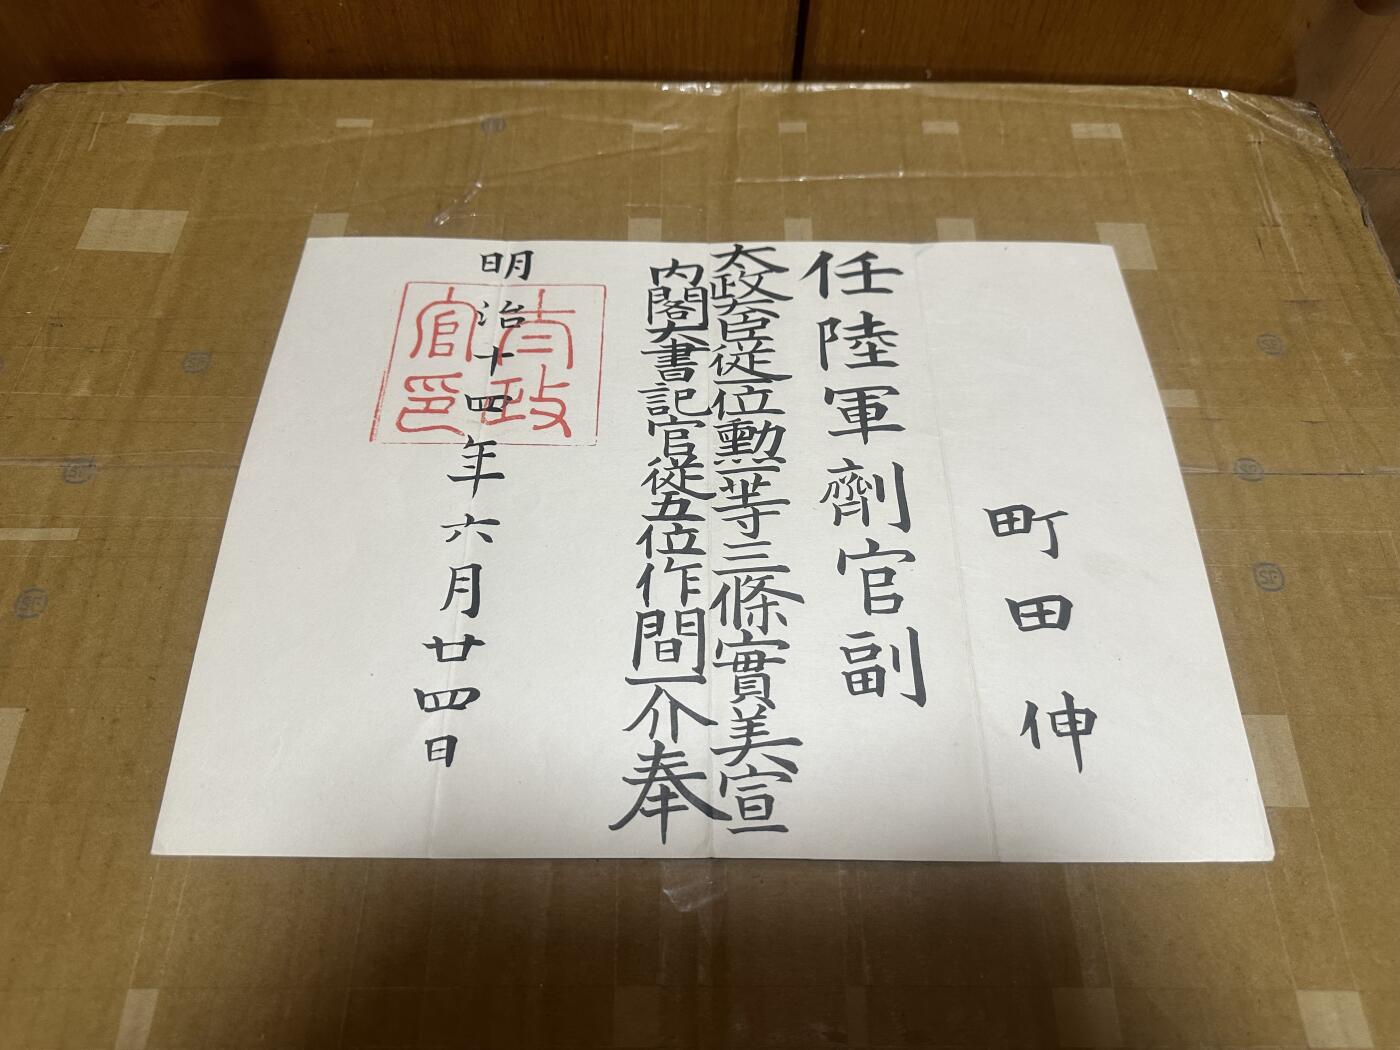 町田伸
任陸軍劑官副
太政大臣従一位勲一等三條實美宣
内閣大書記官従五位作間一介奉
明治十四年六月廿四日
太政官印